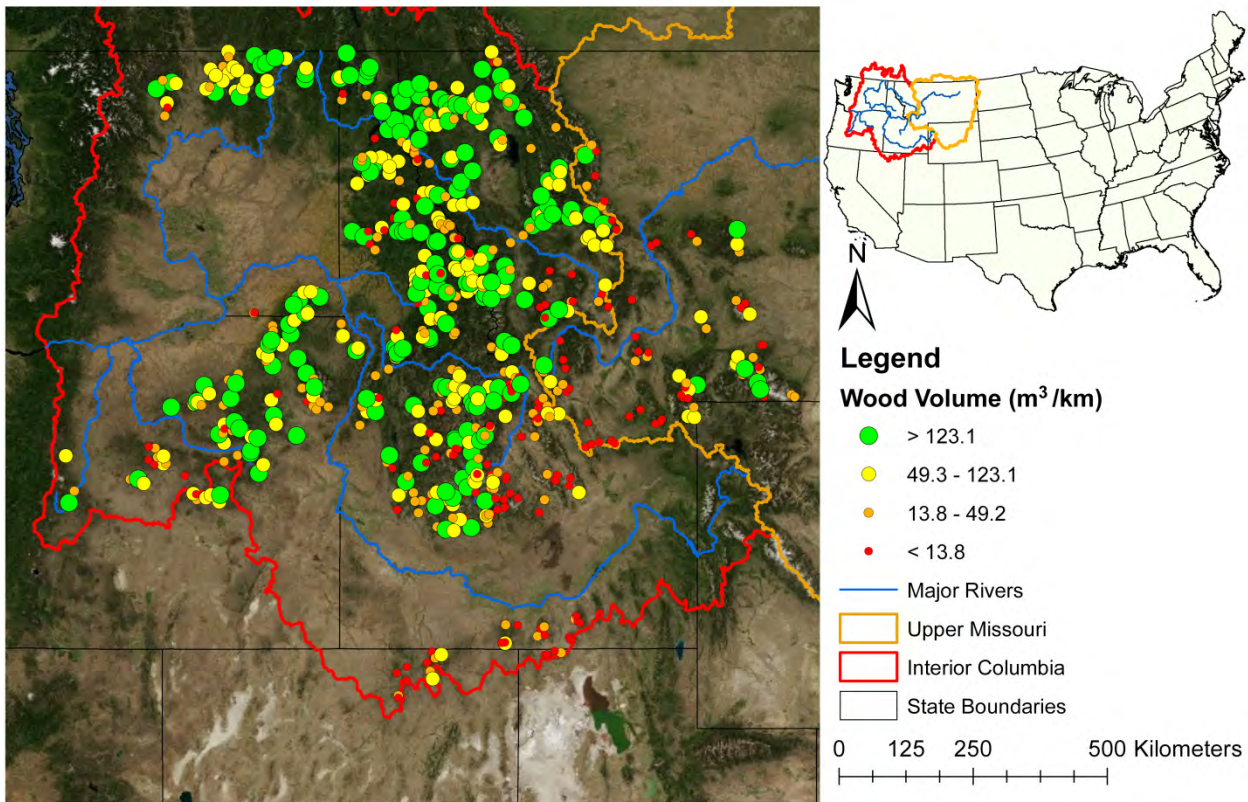 N
Legend
Wood Volume (m³/km)
> 123.1
49.3 - 123.1
13.8 - 49.2
< 13.8
Major Rivers
Upper Missouri
Interior Columbia
State Boundaries
0 125 250 500 Kilometers